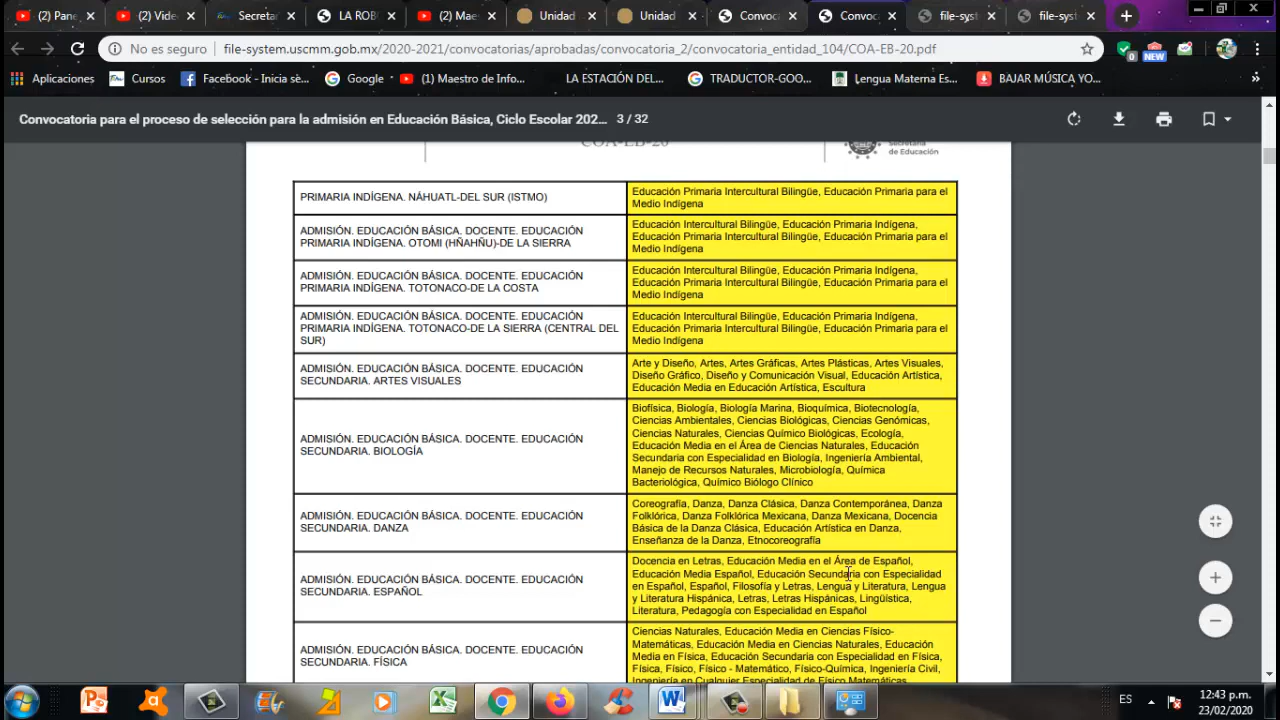 (2) Pane
(2) Video
Secretar
LA ROB
(2) Mae
Unidad
Unidad
Convoc
Convoc
file-syst
file-syst
No es seguro
file-system.uscmm.gob.mx/2020-2021/convocatorias/aprobadas/convocatoria_2/convocatoria_entidad_104/COA-EB-20.pdf
0
NEW
Aplicaciones
Cursos
Facebook - Inicia sè...
Google
(1) Maestro de Info...
LA ESTACIÓN DEL...
TRADUCTOR-GOO...
Lengua Materna Es...
BAJAR MÚSICA YO...
Convocatoria para el proceso de selección para la admisión en Educación Básica, Ciclo Escolar 202...
3 / 32
COA-EB-20
Secretaría
de Educación
PRIMARIA INDÍGENA. NÁHUATL-DEL SUR (ISTMO)
Educación Primaria Intercultural Bilingüe, Educación Primaria para el
Medio Indígena
ADMISIÓN. EDUCACIÓN BÁSICA. DOCENTE. EDUCACIÓN
PRIMARIA INDÍGENA. OTOMI (HÑAHÑU)-DE LA SIERRA
Educación Intercultural Bilingüe, Educación Primaria Indígena,
Educación Primaria Intercultural Bilingüe, Educación Primaria para el
Medio Indígena
ADMISIÓN. EDUCACIÓN BÁSICA. DOCENTE. EDUCACIÓN
PRIMARIA INDÍGENA. TOTONACO-DE LA COSTA
Educación Intercultural Bilingüe, Educación Primaria Indígena,
Educación Primaria Intercultural Bilingüe, Educación Primaria para el
Medio Indígena
ADMISIÓN. EDUCACIÓN BÁSICA. DOCENTE. EDUCACIÓN
PRIMARIA INDÍGENA. TOTONACO-DE LA SIERRA (CENTRAL DEL
SUR)
Educación Intercultural Bilingüe, Educación Primaria Indígena,
Educación Primaria Intercultural Bilingüe, Educación Primaria para el
Medio Indígena
ADMISIÓN. EDUCACIÓN BÁSICA. DOCENTE. EDUCACIÓN
SECUNDARIA. ARTES VISUALES
Arte y Diseño, Artes, Artes Gráficas, Artes Plásticas, Artes Visuales,
Diseño Gráfico, Diseño y Comunicación Visual, Educación Artística,
Educación Media en Educación Artística, Escultura
ADMISIÓN. EDUCACIÓN BÁSICA. DOCENTE. EDUCACIÓN
SECUNDARIA. BIOLOGÍA
Biofísica, Biología, Biología Marina, Bioquímica, Biotecnología,
Ciencias Ambientales, Ciencias Biológicas, Ciencias Genómicas,
Ciencias Naturales, Ciencias Químico Biológicas, Ecología,
Educación Media en el Área de Ciencias Naturales, Educación
Secundaria con Especialidad en Biología, Ingeniería Ambiental,
Manejo de Recursos Naturales, Microbiología, Química
Bacteriológica, Químico Biólogo Clínico
ADMISIÓN. EDUCACIÓN BÁSICA. DOCENTE. EDUCACIÓN
SECUNDARIA. DANZA
Coreografía, Danza, Danza Clásica, Danza Contemporánea, Danza
Folklórica, Danza Folklórica Mexicana, Danza Mexicana, Docencia
Básica de la Danza Clásica, Educación Artística en Danza,
Enseñanza de la Danza, Etnocoreografía
ADMISIÓN. EDUCACIÓN BÁSICA. DOCENTE. EDUCACIÓN
SECUNDARIA. ESPAÑOL
Docencia en Letras, Educación Media en el Área de Español,
Educación Media Español, Educación Secundaria con Especialidad
en Español, Español, Filosofía y Letras, Lengua y Literatura, Lengua
y Literatura Hispánica, Letras, Letras Hispánicas, Lingüística,
Literatura, Pedagogía con Especialidad en Español
ADMISIÓN. EDUCACIÓN BÁSICA. DOCENTE. EDUCACIÓN
SECUNDARIA. FÍSICA
Ciencias Naturales, Educación Media en Ciencias Físico-
Matemáticas, Educación Media en Ciencias Naturales, Educación
Media en Física, Educación Secundaria con Especialidad en Física,
Física, Físico, Físico - Matemático, Físico-Química, Ingeniería Civil,
Ingeniería en Cualquier Especialidad de Físico Matemáticas
ES
12:43 p.m.
23/02/2020